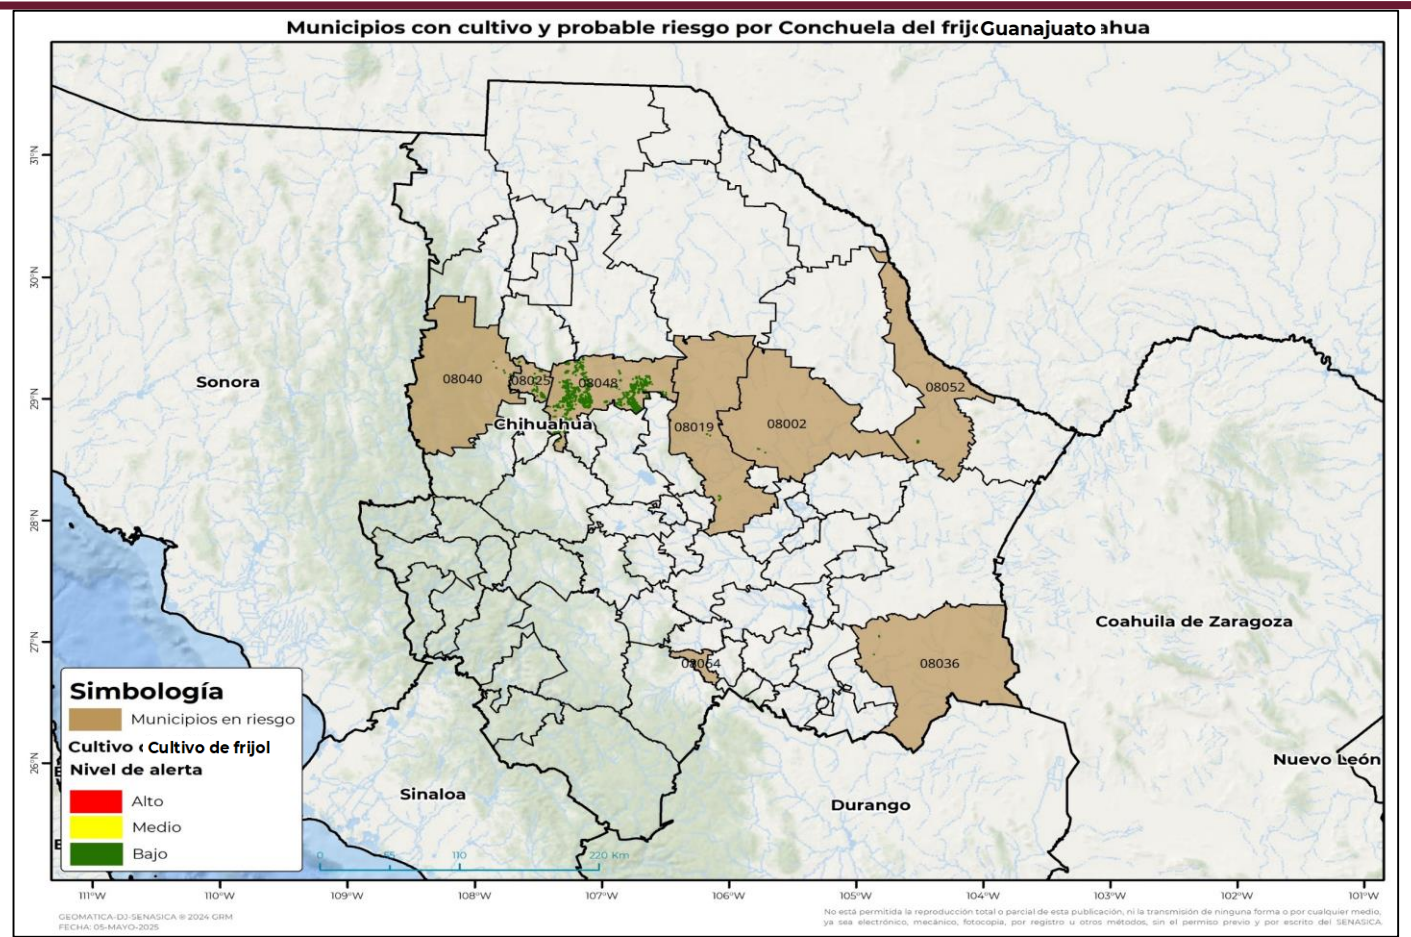 Municipios con cultivo y probable riesgo por Conchuela del frijo Guanajuato ahua
31°N
30°N
29°N
28°N
27°N
26°N
Sonora
08040
08025
08048
08019
08002
08052
Chihuahua
08064
08036
Coahuila de Zaragoza
Nuevo León
Sinaloa
Durango
Simbología
Municipios en riesgo
Cultivo Cultivo de frijol
Nivel de alerta
Alto
Medio
Bajo
0 55 110 220 Km
111°W 110°W 109°W 108°W 107°W 106°W 105°W 104°W 103°W 102°W 101°W
GEOMATICA-DJ-SENASICA © 2024 GRM
FECHA: 05-MAYO-2025
No está permitida la reproducción total o parcial de esta publicación, ni la transmisión de ninguna forma o por cualquier medio,
ya sea electrónico, mecánico, fotocopia, por registro u otros métodos, sin el permiso previo y por escrito del SENASICA.